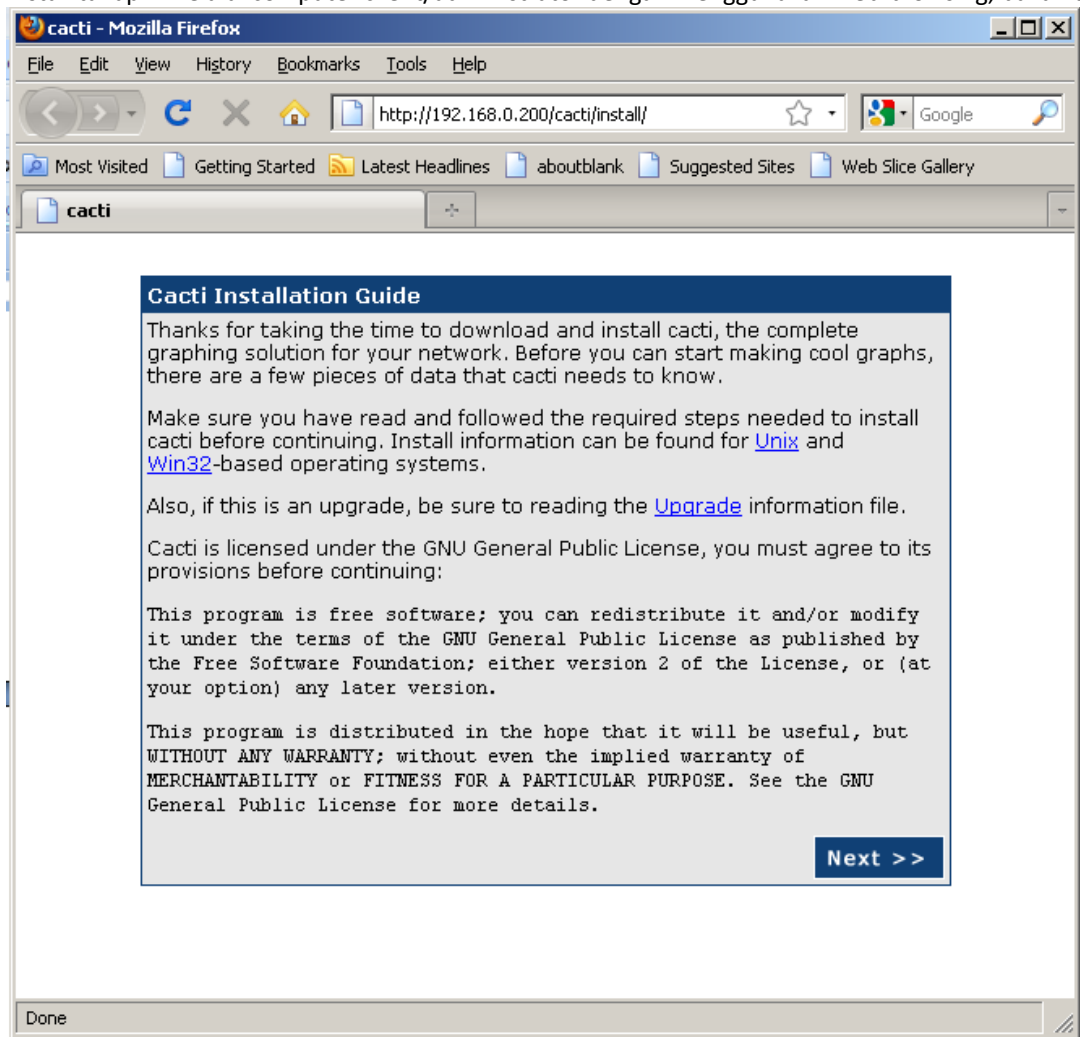 cacti - Mozilla Firefox
File Edit View History Bookmarks Tools Help
http://192.168.0.200/cacti/install/
Google
Most Visited Getting Started Latest Headlines aboutblank Suggested Sites Web Slice Gallery
cacti
Cacti Installation Guide
Thanks for taking the time to download and install cacti, the complete
graphing solution for your network. Before you can start making cool graphs,
there are a few pieces of data that cacti needs to know.
Make sure you have read and followed the required steps needed to install
cacti before continuing. Install information can be found for Unix and
Win32-based operating systems.
Also, if this is an upgrade, be sure to reading the Upgrade information file.
Cacti is licensed under the GNU General Public License, you must agree to its
provisions before continuing:
This program is free software; you can redistribute it and/or modify
it under the terms of the GNU General Public License as published by
the Free Software Foundation; either version 2 of the License, or (at
your option) any later version.
This program is distributed in the hope that it will be useful, but
WITHOUT ANY WARRANTY; without even the implied warranty of
MERCHANTABILITY or FITNESS FOR A PARTICULAR PURPOSE. See the GNU
General Public License for more details.
Next >>
Done